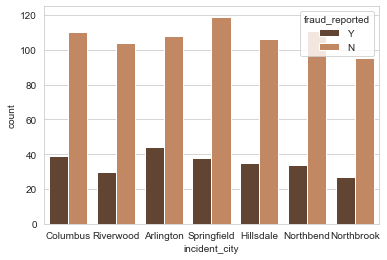 fraud_reported
Y
N
120
100
80
60
40
20
0
count
Columbus Riverwood Arlington Springfield Hillsdale Northbend Northbrook
incident_city